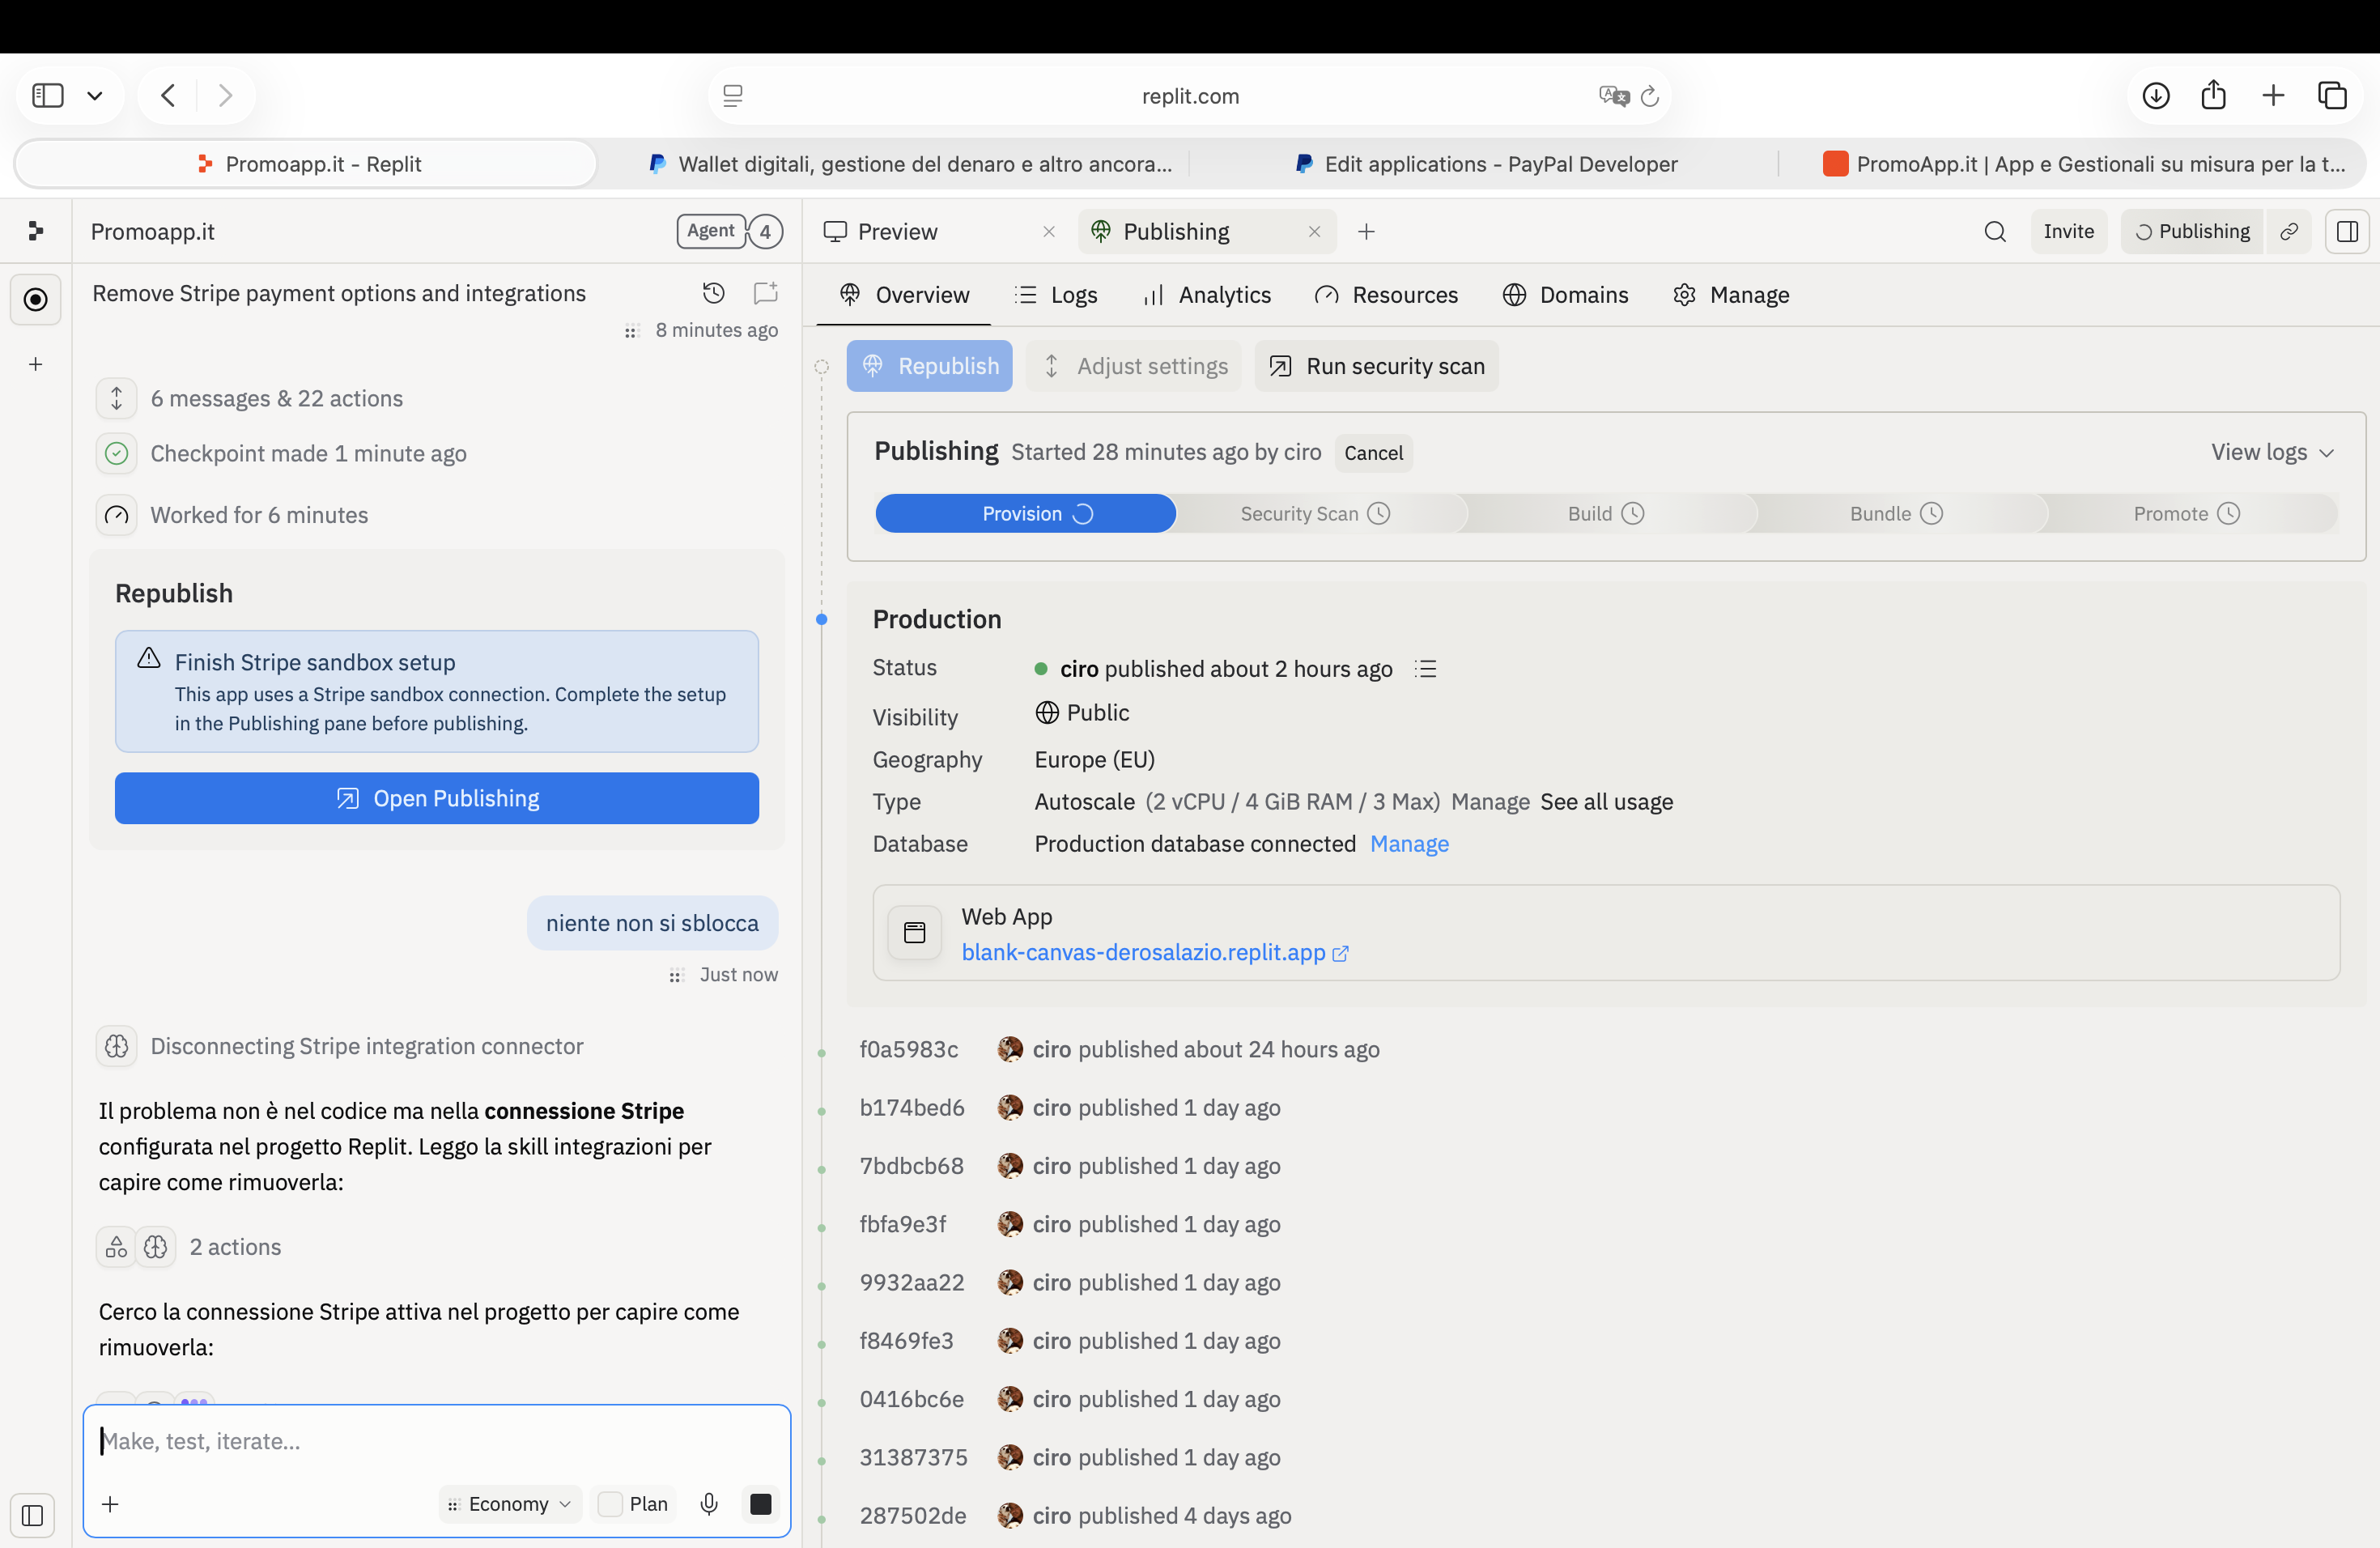 replit.com
Promoapp.it - Replit
Wallet digitali, gestione del denaro e altro ancora...
Edit applications - PayPal Developer
PromoApp.it | App e Gestionali su misura per la t...
Promoapp.it
Agent 4
Preview
Publishing
Invite
Publishing
Remove Stripe payment options and integrations
8 minutes ago
6 messages & 22 actions
Checkpoint made 1 minute ago
Worked for 6 minutes
Republish
Finish Stripe sandbox setup
This app uses a Stripe sandbox connection. Complete the setup
in the Publishing pane before publishing.
Open Publishing
niente non si sblocca
Just now
Disconnecting Stripe integration connector
Il problema non è nel codice ma nella connessione Stripe
configurata nel progetto Replit. Leggo la skill integrazioni per
capire come rimuoverla:
2 actions
Cerco la connessione Stripe attiva nel progetto per capire come
rimuoverla:
Make, test, iterate...
Economy
Plan
Overview
Logs
Analytics
Resources
Domains
Manage
Republish
Adjust settings
Run security scan
Publishing Started 28 minutes ago by ciro Cancel
View logs
Provision
Security Scan
Build
Bundle
Promote
Production
Status ciro published about 2 hours ago
Visibility Public
Geography Europe (EU)
Type Autoscale (2 vCPU / 4 GiB RAM / 3 Max) Manage See all usage
Database Production database connected Manage
Web App
blank-canvas-derosalazio.replit.app
f0a5983c ciro published about 24 hours ago
b174bed6 ciro published 1 day ago
7bdbcb68 ciro published 1 day ago
fbfa9e3f ciro published 1 day ago
9932aa22 ciro published 1 day ago
f8469fe3 ciro published 1 day ago
0416bc6e ciro published 1 day ago
31387375 ciro published 1 day ago
287502de ciro published 4 days ago